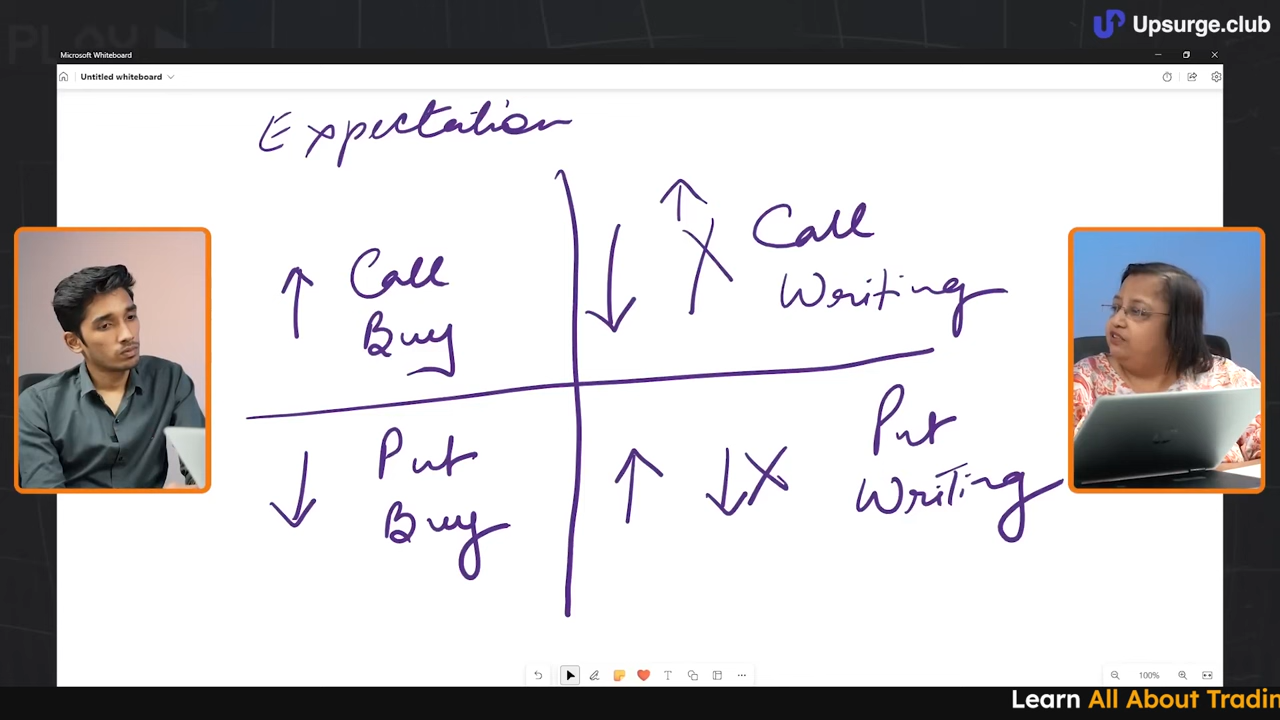 Upsurge.club
Microsoft Whiteboard
Untitled whiteboard
Expectation
↑ Call
Buy
↓ ↑ X Call
Writing
↓ Put
Buy
↑ ↓ X Put
Writing
T
100%
Learn All About Tradin